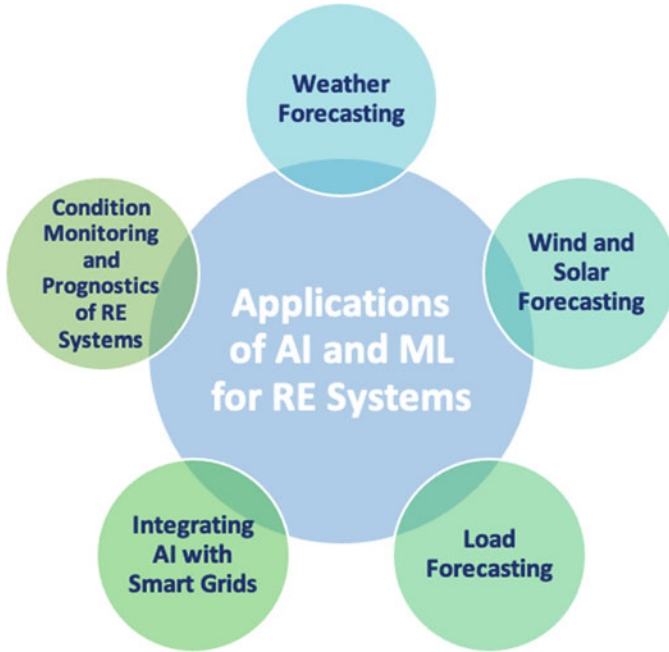 Weather
Forecasting
Wind and
Solar
Forecasting
Load
Forecasting
Integrating
AI with
Smart Grids
Condition
Monitoring
and
Prognostics
of RE
Systems
Applications
of AI and ML
for RE Systems